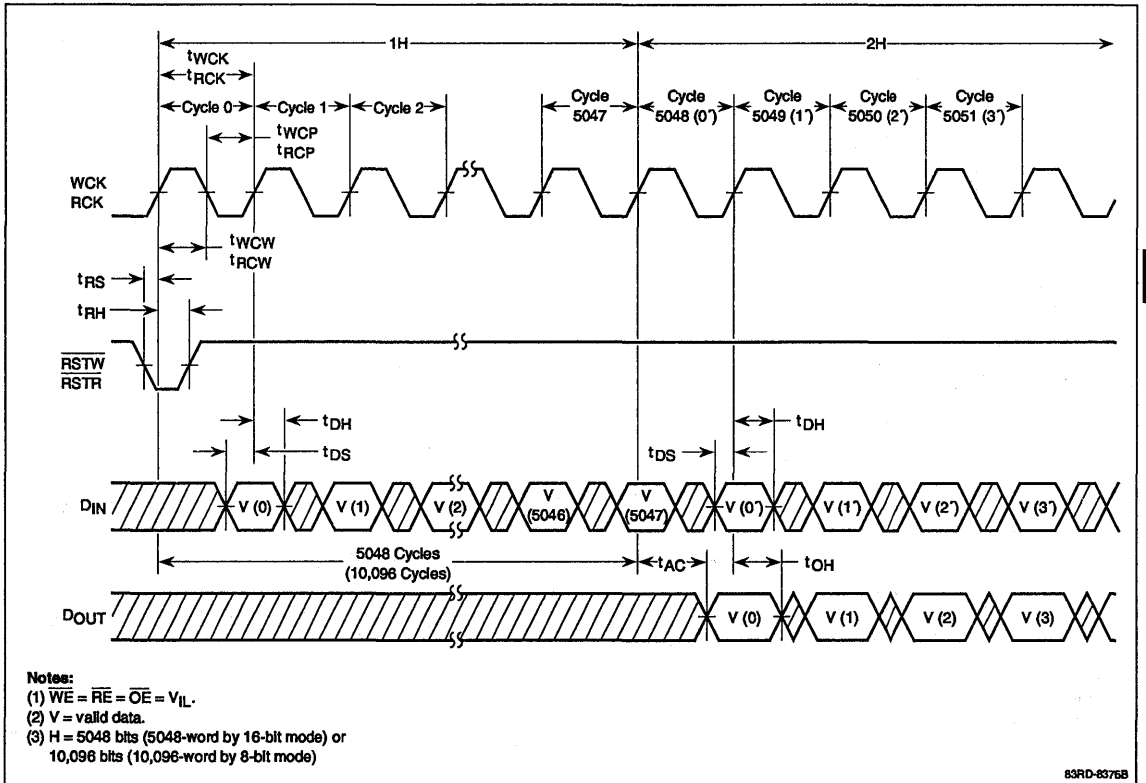 1H
2H
tWCK
tRCK
Cycle 0
Cycle 1
Cycle 2
Cycle
5047
Cycle
5048 (0´)
Cycle
5049 (1´)
Cycle
5050 (2´)
Cycle
5051 (3´)
tWCP
tRCP
WCK
RCK
tWCW
tRCW
tRS
tRH
RSTW
RSTR
tDH
tDS
tDS
tDH
DIN
V (0)
V (1)
V (2)
V
(5046)
V
(5047)
V (0´)
V (1´)
V (2´)
V (3´)
5048 Cycles
(10,096 Cycles)
tAC
tOH
DOUT
V (0)
V (1)
V (2)
V (3)
Notes:
(1) WE = RE = OE = VIL.
(2) V = valid data.
(3) H = 5048 bits (5048-word by 16-bit mode) or
10,096 bits (10,096-word by 8-bit mode)
83RD-8375B